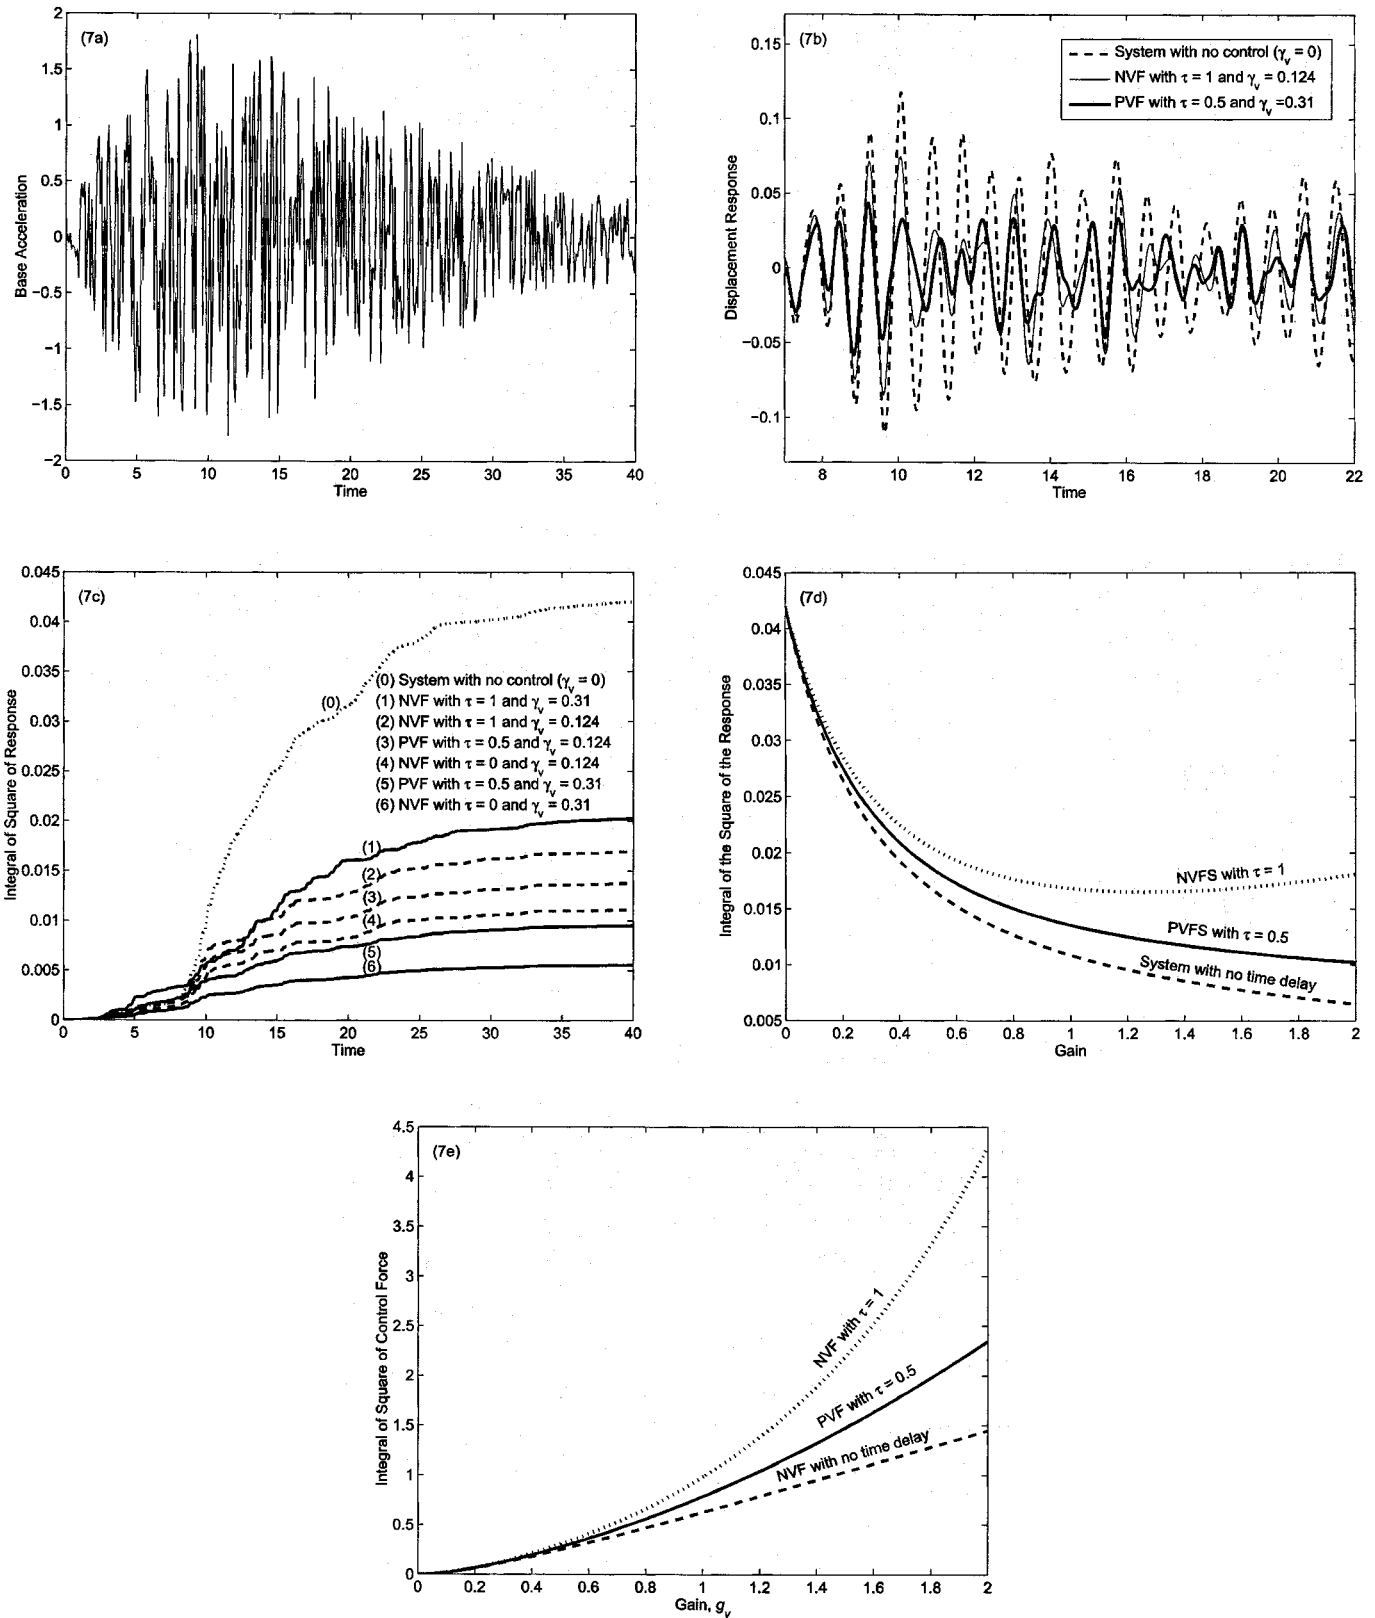 (7a)
2
1.5
1
0.5
0
−0.5
−1
−1.5
−2
Base Acceleration
0 5 10 15 20 25 30 35 40
Time
(7b)
System with no control (γv = 0)
NVF with τ = 1 and γv = 0.124
PVF with τ = 0.5 and γv =0.31
0.15
0.1
0.05
0
−0.05
−0.1
Displacement Response
8 10 12 14 16 18 20 22
Time
(7c)
0.045
0.04
0.035
0.03
0.025
0.02
0.015
0.01
0.005
0
Integral of Square of Response
(0) System with no control (γv = 0)
(1) NVF with τ = 1 and γv = 0.31
(2) NVF with τ = 1 and γv = 0.124
(3) PVF with τ = 0.5 and γv = 0.124
(4) NVF with τ = 0 and γv = 0.124
(5) PVF with τ = 0.5 and γv = 0.31
(6) NVF with τ = 0 and γv = 0.31
(0)
(1)
(2)
(3)
(4)
(5)
(6)
0 5 10 15 20 25 30 35 40
Time
(7d)
0.045
0.04
0.035
0.03
0.025
0.02
0.015
0.01
0.005
Integral of the Square of the Response
NVFS with τ = 1
PVFS with τ = 0.5
System with no time delay
0 0.2 0.4 0.6 0.8 1 1.2 1.4 1.6 1.8 2
Gain
(7e)
4.5
4
3.5
3
2.5
2
1.5
1
0.5
0
Integral of Square of Control Force
NVF with τ = 1
PVF with τ = 0.5
NVF with no time delay
0 0.2 0.4 0.6 0.8 1 1.2 1.4 1.6 1.8 2
Gain, gv